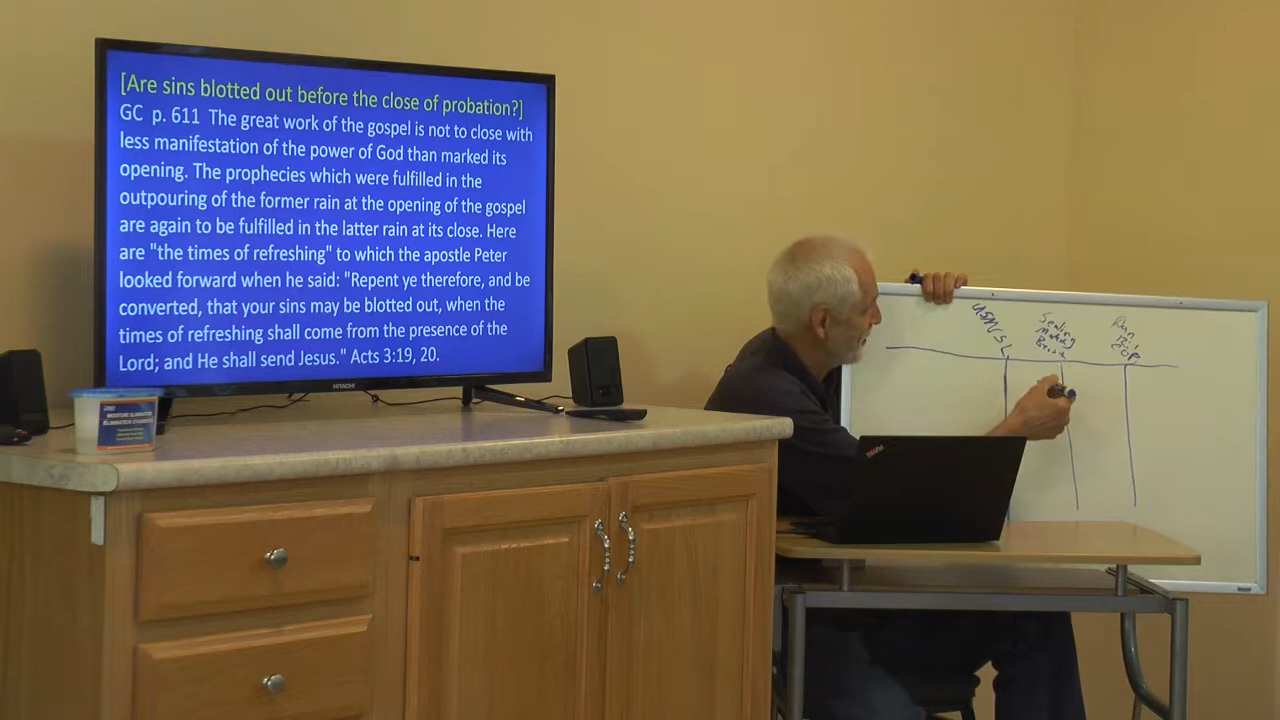 [Are sins blotted out before the close of probation?]
GC p. 611 The great work of the gospel is not to close with
less manifestation of the power of God than marked its
opening. The prophecies which were fulfilled in the
outpouring of the former rain at the opening of the gospel
are again to be fulfilled in the latter rain at its close. Here
are "the times of refreshing" to which the apostle Peter
looked forward when he said: "Repent ye therefore, and be
converted, that your sins may be blotted out, when the
times of refreshing shall come from the presence of the
Lord; and He shall send Jesus." Acts 3:19, 20.
HITACHI
MOISTURE ELIMINATOR
ÉLIMINATEUR D'HUMIDITÉ
USNCSL
Sealing
COP